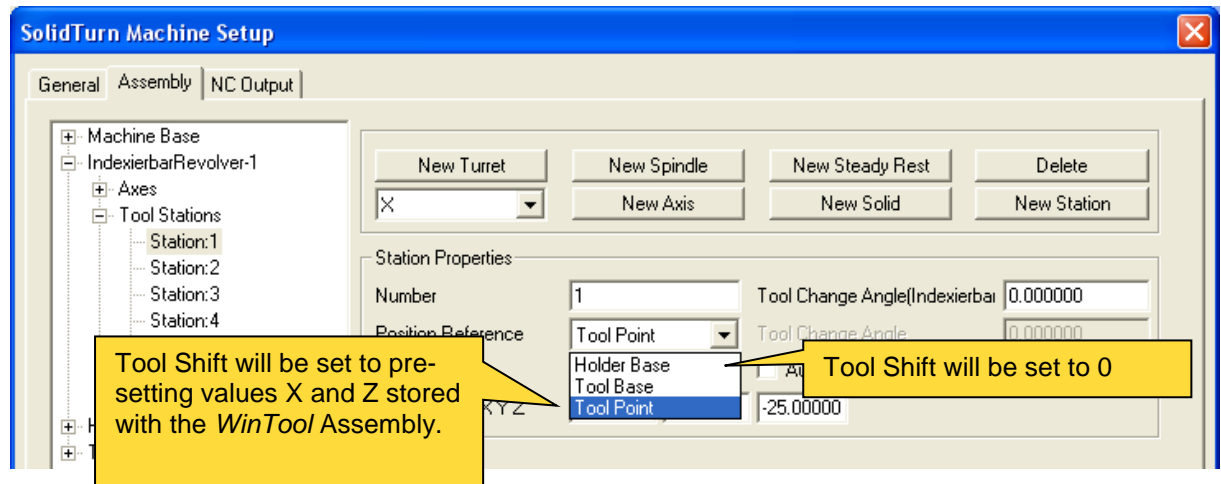 SolidTurn Machine Setup
General Assembly NC Output
Machine Base
IndexierbarRevolver-1
Axes
Tool Stations
Station:1
Station:2
Station:3
Station:4
New Turret New Spindle New Steady Rest Delete
X New Axis New Solid New Station
Station Properties
Number 1 Tool Change Angle(Indexierbar 0.000000
Position Reference Tool Point Tool Change Angle 0.000000
Holder Base
Tool Base
Tool Point
X Y Z -25.00000
Tool Shift will be set to pre-
setting values X and Z stored
with the WinTool Assembly.
Tool Shift will be set to 0